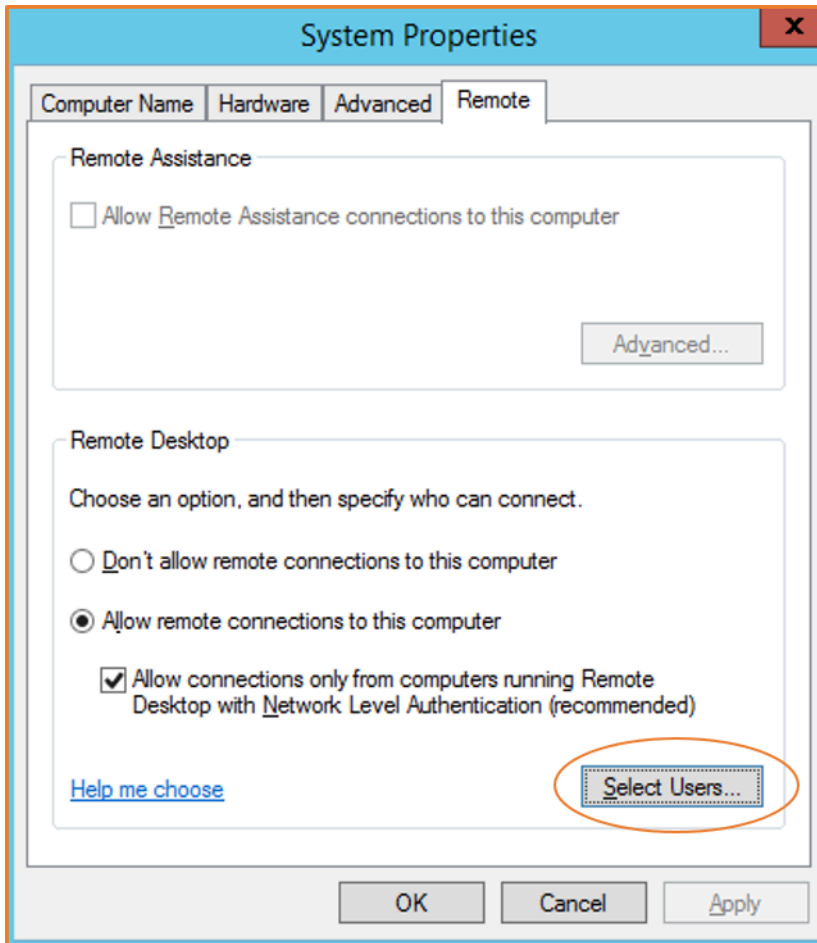 System Properties
x
Computer Name Hardware Advanced Remote
Remote Assistance
Allow Remote Assistance connections to this computer
Advanced...
Remote Desktop
Choose an option, and then specify who can connect.
Don't allow remote connections to this computer
Allow remote connections to this computer
Allow connections only from computers running Remote
Desktop with Network Level Authentication (recommended)
Help me choose Select Users...
OK Cancel Apply